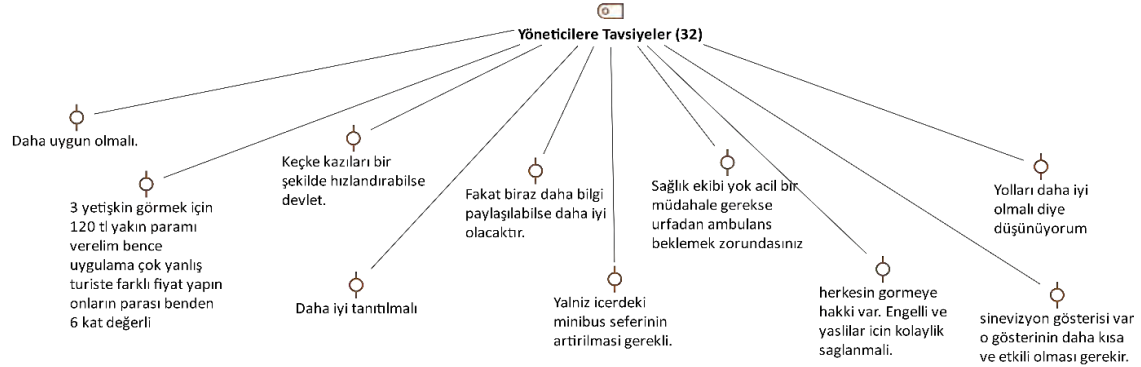 Yöneticilere Tavsiyeler (32)
Daha uygun olmalı.
3 yetişkin görmek için
120 tl yakın paramı
verelim bence
uygulama çok yanlış
turiste farklı fiyat yapın
onların parası benden
6 kat değerli
Keçke kazıları bir
şekilde hızlandırabilse
devlet.
Daha iyi tanıtılmalı
Fakat biraz daha bilgi
paylaşılabilse daha iyi
olacaktır.
Yalniz icerdeki
minibus seferinin
artirilmasi gerekli.
Sağlık ekibi yok acil bir
müdahale gerekse
urfadan ambulans
beklemek zorundasınız
herkesin gormeye
hakki var. Engelli ve
yaslilar icin kolaylik
saglanmali.
Yolları daha iyi
olmalı diye
düşünüyorum
sinevizyon gösterisi var
o gösterinin daha kısa
ve etkili olması gerekir.